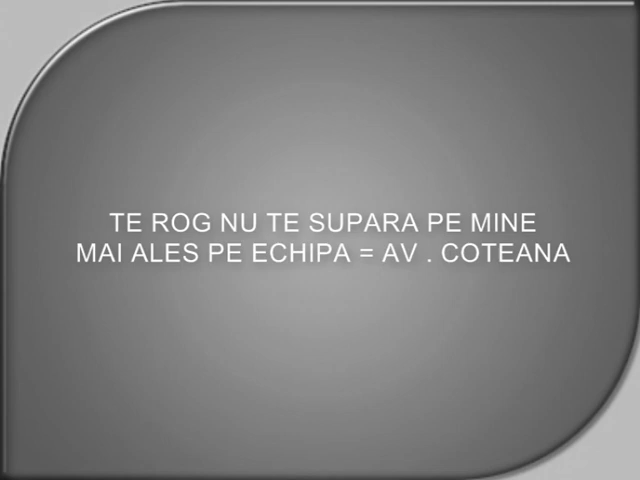 TE ROG NU TE SUPARA PE MINE
MAI ALES PE ECHIPA = AV . COTEANA